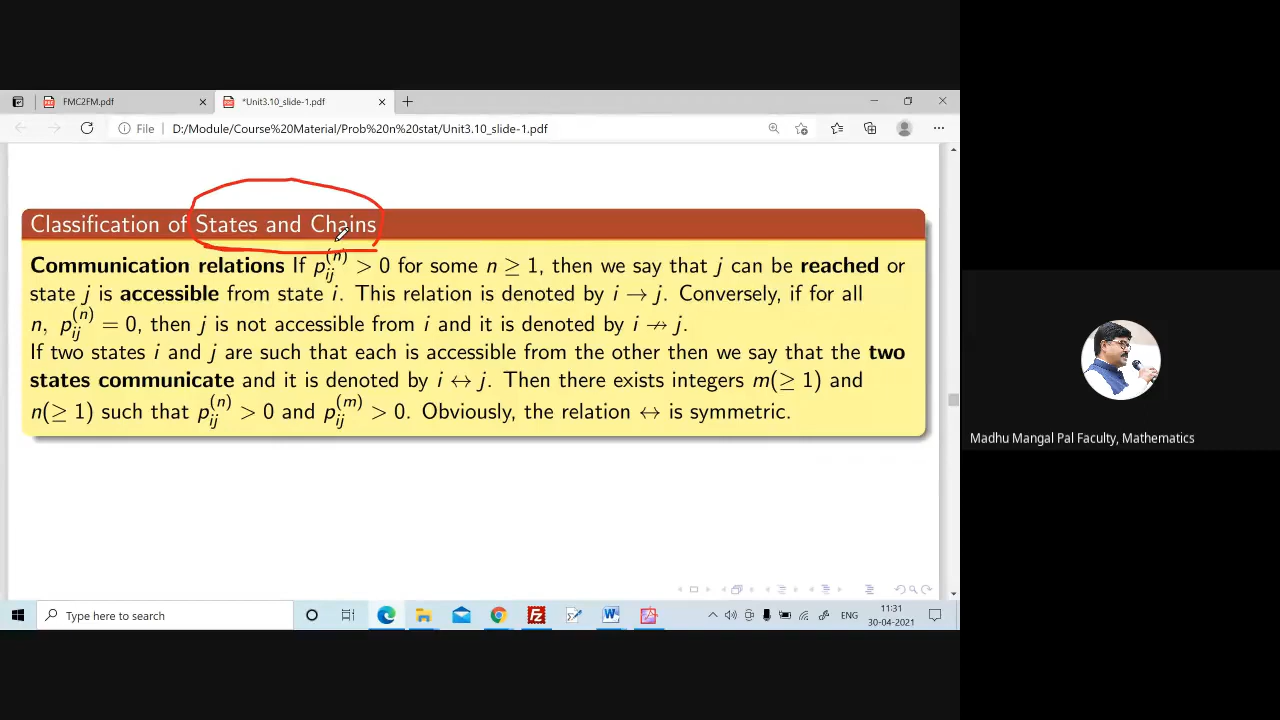 FMC2FM.pdf
*Unit3.10_slide-1.pdf
File
D:/Module/Course%20Material/Prob%20n%20stat/Unit3.10_slide-1.pdf
Classification of States and Chains
Communication relations If p_{ij}^{(n)} > 0 for some n ≥ 1, then we say that j can be reached or
state j is accessible from state i. This relation is denoted by i → j. Conversely, if for all
n, p_{ij}^{(n)} = 0, then j is not accessible from i and it is denoted by i ↛ j.
If two states i and j are such that each is accessible from the other then we say that the two
states communicate and it is denoted by i ↔ j. Then there exists integers m(≥ 1) and
n(≥ 1) such that p_{ij}^{(n)} > 0 and p_{ij}^{(m)} > 0. Obviously, the relation ↔ is symmetric.
Madhu Mangal Pal Faculty, Mathematics
Type here to search
ENG
11:31
30-04-2021